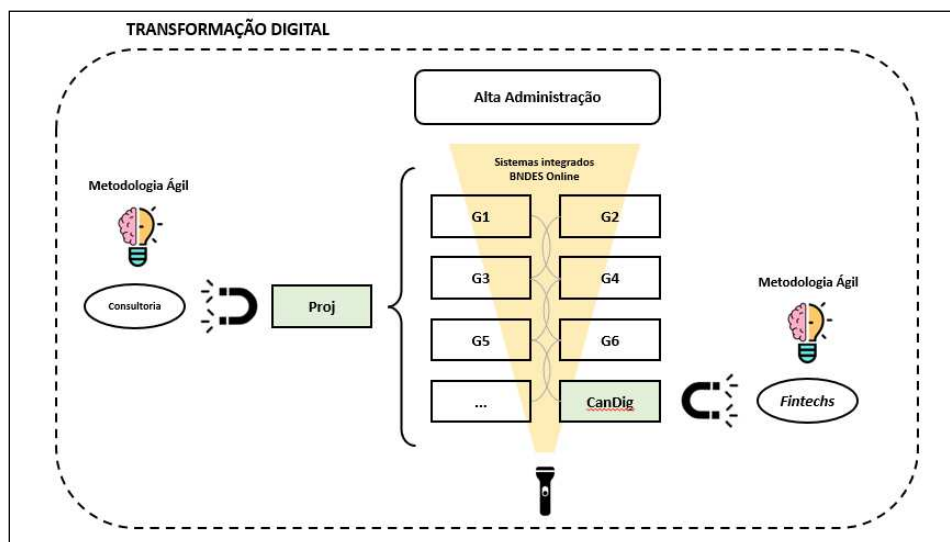 TRANSFORMAÇÃO DIGITAL
Alta Administração
Sistemas integrados
BNDES Online
Metodologia Ágil
G1
G2
G3
G4
Metodologia Ágil
Consultoria
Proj
G5
G6
...
CanDig
Fintechs